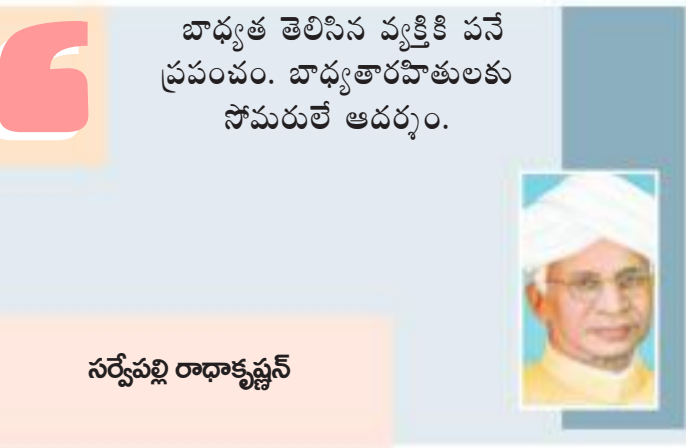 బాధ్యత తెలిసిన వ్యక్తికి పనే
ప్రపంచం. బాధ్యతారహితులకు
సోమరులే ఆదర్శం.
సర్వేపల్లి రాధాకృష్ణన్